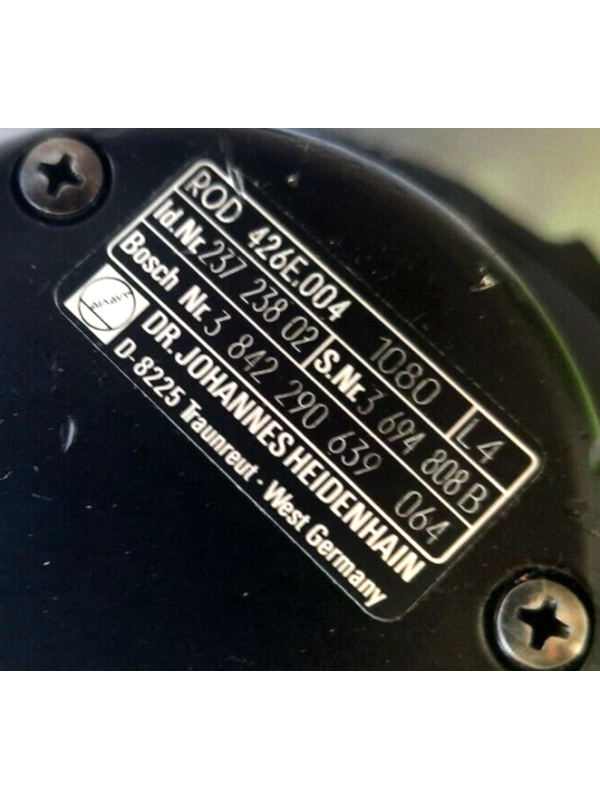 ROD 426E.004 1080 L4
Id.Nr. 237 238 02 S.Nr. 3 694 808 B
Bosch Nr. 3 842 290 639 064
DR. JOHANNES HEIDENHAIN
D-8225 Traunreut - West Germany